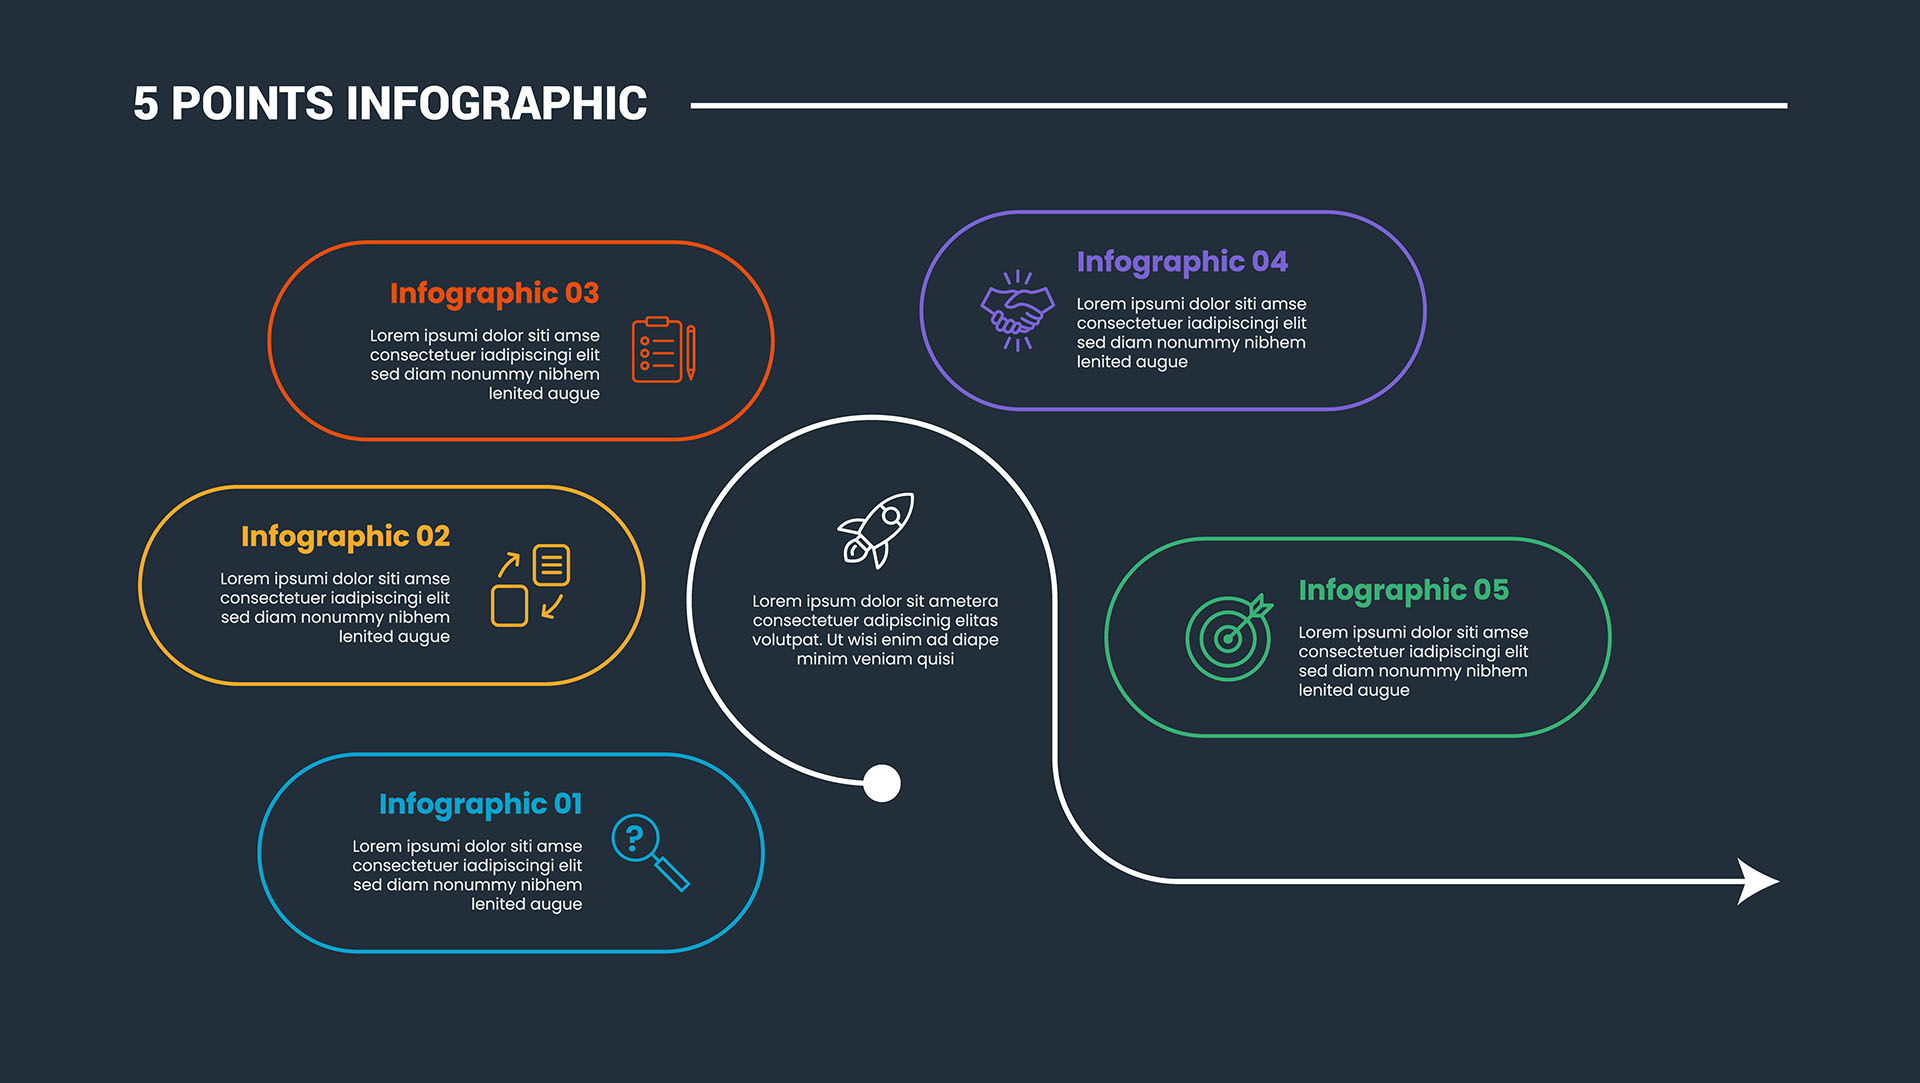 5 POINTS INFOGRAPHIC
Infographic 03
Lorem ipsumi dolor siti amse
consectetuer iadipiscingi elit
sed diam nonummy nibhem
lenited augue
Infographic 04
Lorem ipsumi dolor siti amse
consectetuer iadipiscingi elit
sed diam nonummy nibhem
lenited augue
Infographic 02
Lorem ipsumi dolor siti amse
consectetuer iadipiscingi elit
sed diam nonummy nibhem
lenited augue
Lorem ipsum dolor sit ametera
consectetuer adipiscinig elitas
volutpat. Ut wisi enim ad diape
minim veniam quisi
Infographic 05
Lorem ipsumi dolor siti amse
consectetuer iadipiscingi elit
sed diam nonummy nibhem
lenited augue
Infographic 01
Lorem ipsumi dolor siti amse
consectetuer iadipiscingi elit
sed diam nonummy nibhem
lenited augue
?